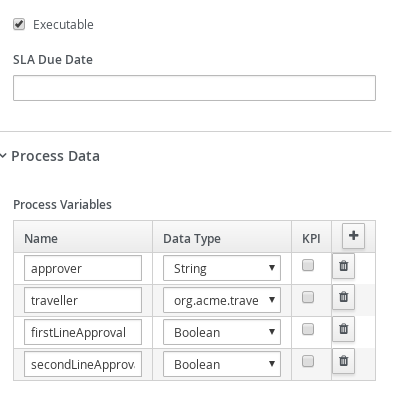 Executable
SLA Due Date
Process Data
Process Variables
Name Data Type KPI +
approver String
traveller org.acme.trave
firstLineApproval Boolean
secondLineApprova Boolean